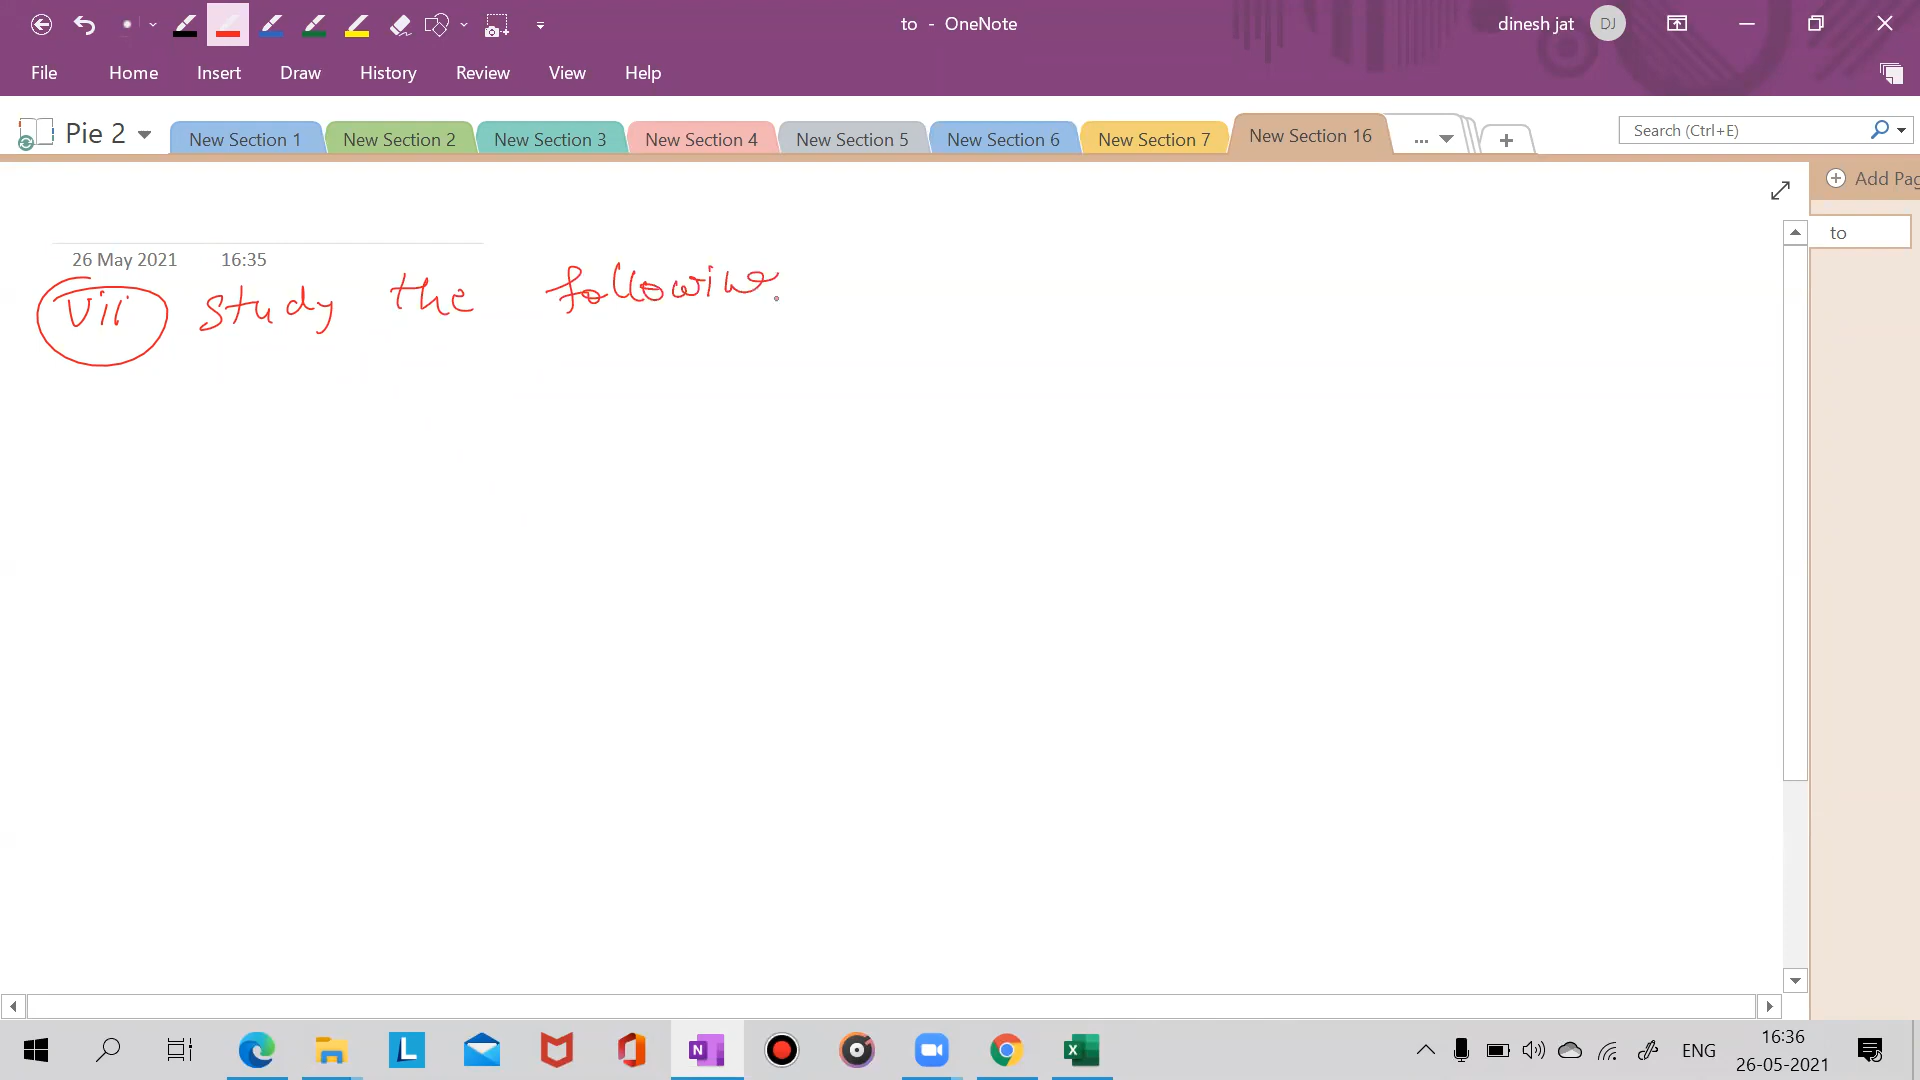 to - OneNote
dinesh jat
DJ
File Home Insert Draw History Review View Help
Pie 2
New Section 1
New Section 2
New Section 3
New Section 4
New Section 5
New Section 6
New Section 7
New Section 16
...
Search (Ctrl+E)
Add Pag
to
26 May 2021 16:35
vii study the
16:36
ENG
26-05-2021